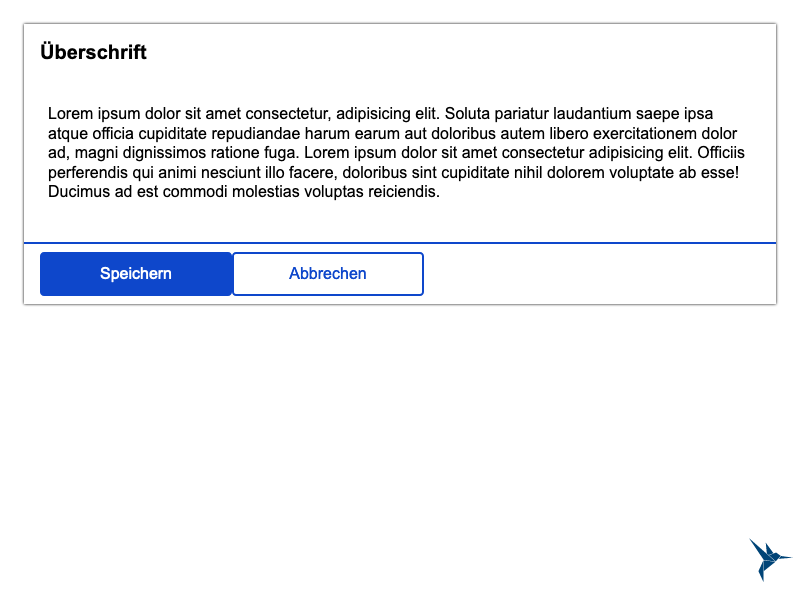 Überschrift
Lorem ipsum dolor sit amet consectetur, adipisicing elit. Soluta pariatur laudantium saepe ipsa
atque officia cupiditate repudiandae harum earum aut doloribus autem libero exercitationem dolor
ad, magni dignissimos ratione fuga. Lorem ipsum dolor sit amet consectetur adipisicing elit. Officiis
perferendis qui animi nesciunt illo facere, doloribus sint cupiditate nihil dolorem voluptate ab esse!
Ducimus ad est commodi molestias voluptas reiciendis.
Speichern
Abbrechen